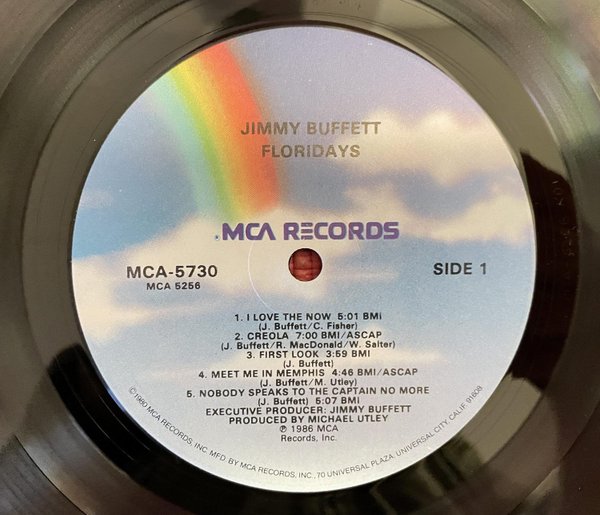 JIMMY BUFFETT
FLORIDAYS
MCA RECORDS
MCA-5730
MCA 5256
SIDE 1
1. I LOVE THE NOW 5:01 BMI
(J. Buffett/C. Fisher)
2. CREOLA 7:00 BMI/ASCAP
(J. Buffett/R. MacDonald/W. Salter)
3. FIRST LOOK 3:59 BMI
(J. Buffett)
4. MEET ME IN MEMPHIS 4:46 BMI/ASCAP
(J. Buffett/M. Utley)
5. NOBODY SPEAKS TO THE CAPTAIN NO MORE
(J. Buffett) 5:07 BMI
EXECUTIVE PRODUCER: JIMMY BUFFETT
PRODUCED BY MICHAEL UTLEY
℗ 1986 MCA
Records, Inc.
©1980 MCA RECORDS, INC. MFD. BY MCA RECORDS, INC., 70 UNIVERSAL PLAZA, UNIVERSAL CITY, CALIF. 91608